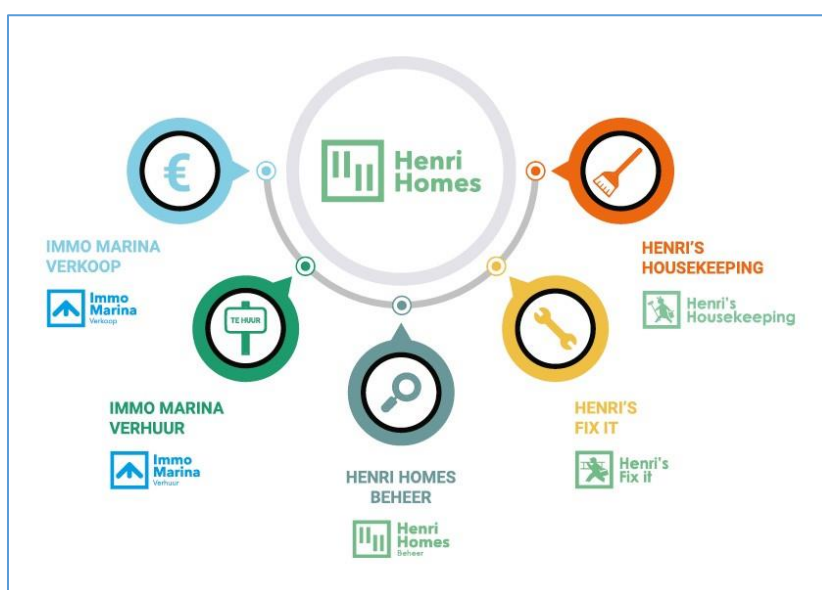 Henri
Homes
€
IMMO MARINA
VERKOOP
Immo
Marina
Verkoop
TE HUUR
IMMO MARINA
VERHUUR
Immo
Marina
Verhuur
HENRI HOMES
BEHEER
Henri
Homes
Beheer
HENRI'S
FIX IT
Henri's
Fix it
HENRI'S
HOUSEKEEPING
Henri's
Housekeeping